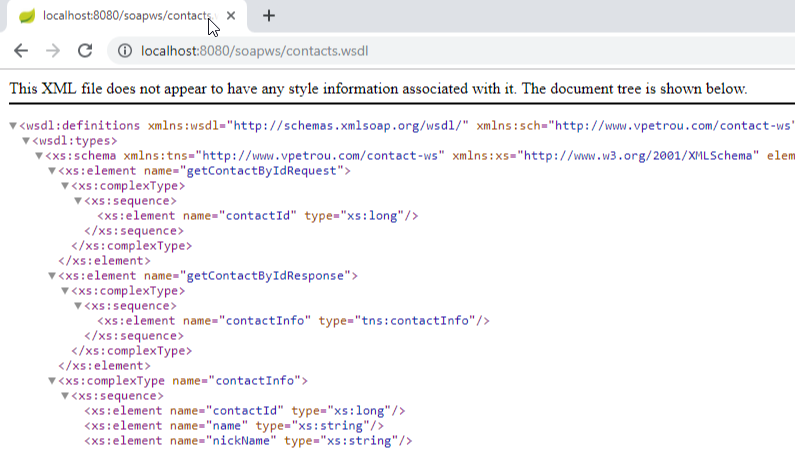 localhost:8080/soapws/contacts.
localhost:8080/soapws/contacts.wsdl
This XML file does not appear to have any style information associated with it. The document tree is shown below.
▼<wsdl:definitions xmlns:wsdl="http://schemas.xmlsoap.org/wsdl/" xmlns:sch="http://www.vpetrou.com/contact-ws"
▼<wsdl:types>
▼<xs:schema xmlns:tns="http://www.vpetrou.com/contact-ws" xmlns:xs="http://www.w3.org/2001/XMLSchema" elem
▼<xs:element name="getContactByIdRequest">
▼<xs:complexType>
▼<xs:sequence>
<xs:element name="contactId" type="xs:long"/>
</xs:sequence>
</xs:complexType>
</xs:element>
▼<xs:element name="getContactByIdResponse">
▼<xs:complexType>
▼<xs:sequence>
<xs:element name="contactInfo" type="tns:contactInfo"/>
</xs:sequence>
</xs:complexType>
</xs:element>
▼<xs:complexType name="contactInfo">
▼<xs:sequence>
<xs:element name="contactId" type="xs:long"/>
<xs:element name="name" type="xs:string"/>
<xs:element name="nickName" type="xs:string"/>